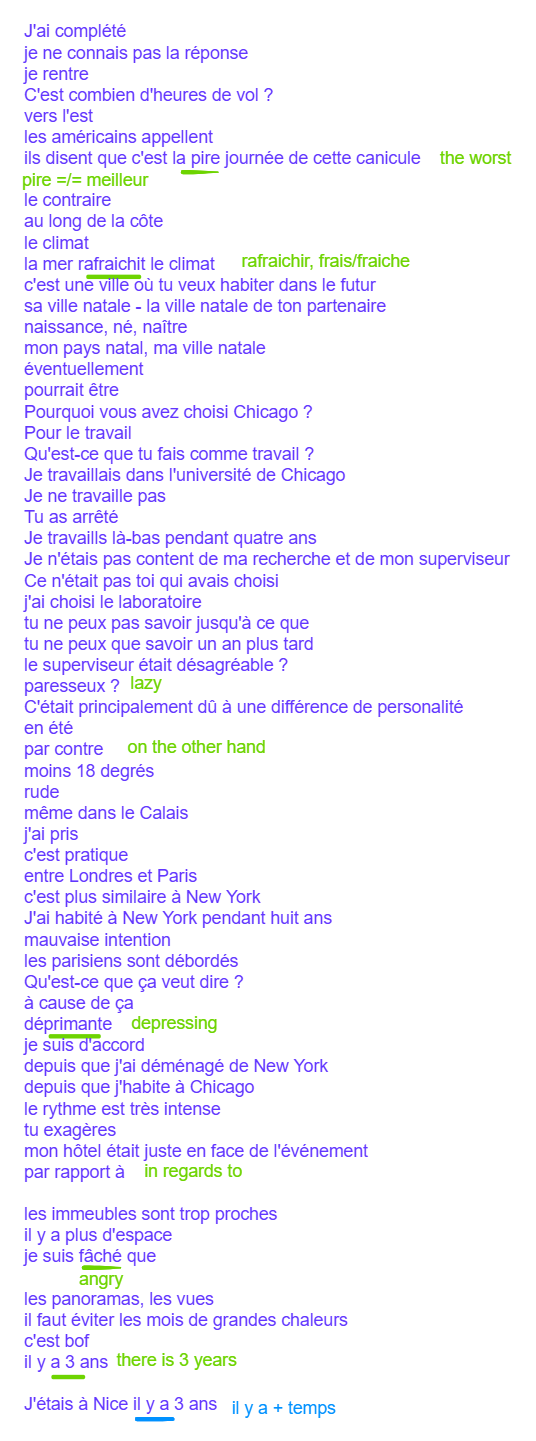 J'ai complété
je ne connais pas la réponse
je rentre
C'est combien d'heures de vol ?
vers l'est
les américains appellent
ils disent que c'est la pire journée de cette canicule the worst
pire =/= meilleur
le contraire
au long de la côte
le climat
la mer rafraichit le climat rafraichir, frais/fraiche
c'est une ville où tu veux habiter dans le futur
sa ville natale - la ville natale de ton partenaire
naissance, né, naître
mon pays natal, ma ville natale
éventuellement
pourrait être
Pourquoi vous avez choisi Chicago ?
Pour le travail
Qu'est-ce que tu fais comme travail ?
Je travaillais dans l'université de Chicago
Je ne travaille pas
Tu as arrêté
Je travaills là-bas pendant quatre ans
Je n'étais pas content de ma recherche et de mon superviseur
Ce n'était pas toi qui avais choisi
j'ai choisi le laboratoire
tu ne peux pas savoir jusqu'à ce que
tu ne peux que savoir un an plus tard
le superviseur était désagréable ?
paresseux ? lazy
C'était principalement dû à une différence de personalité
en été
par contre on the other hand
moins 18 degrés
rude
même dans le Calais
j'ai pris
c'est pratique
entre Londres et Paris
c'est plus similaire à New York
J'ai habité à New York pendant huit ans
mauvaise intention
les parisiens sont débordés
Qu'est-ce que ça veut dire ?
à cause de ça
déprimante depressing
je suis d'accord
depuis que j'ai déménagé de New York
depuis que j'habite à Chicago
le rythme est très intense
tu exagères
mon hôtel était juste en face de l'événement
par rapport à in regards to
les immeubles sont trop proches
il y a plus d'espace
je suis fâché que
angry
les panoramas, les vues
il faut éviter les mois de grandes chaleurs
c'est bof
il y a 3 ans there is 3 years
J'étais à Nice il y a 3 ans il y a + temps